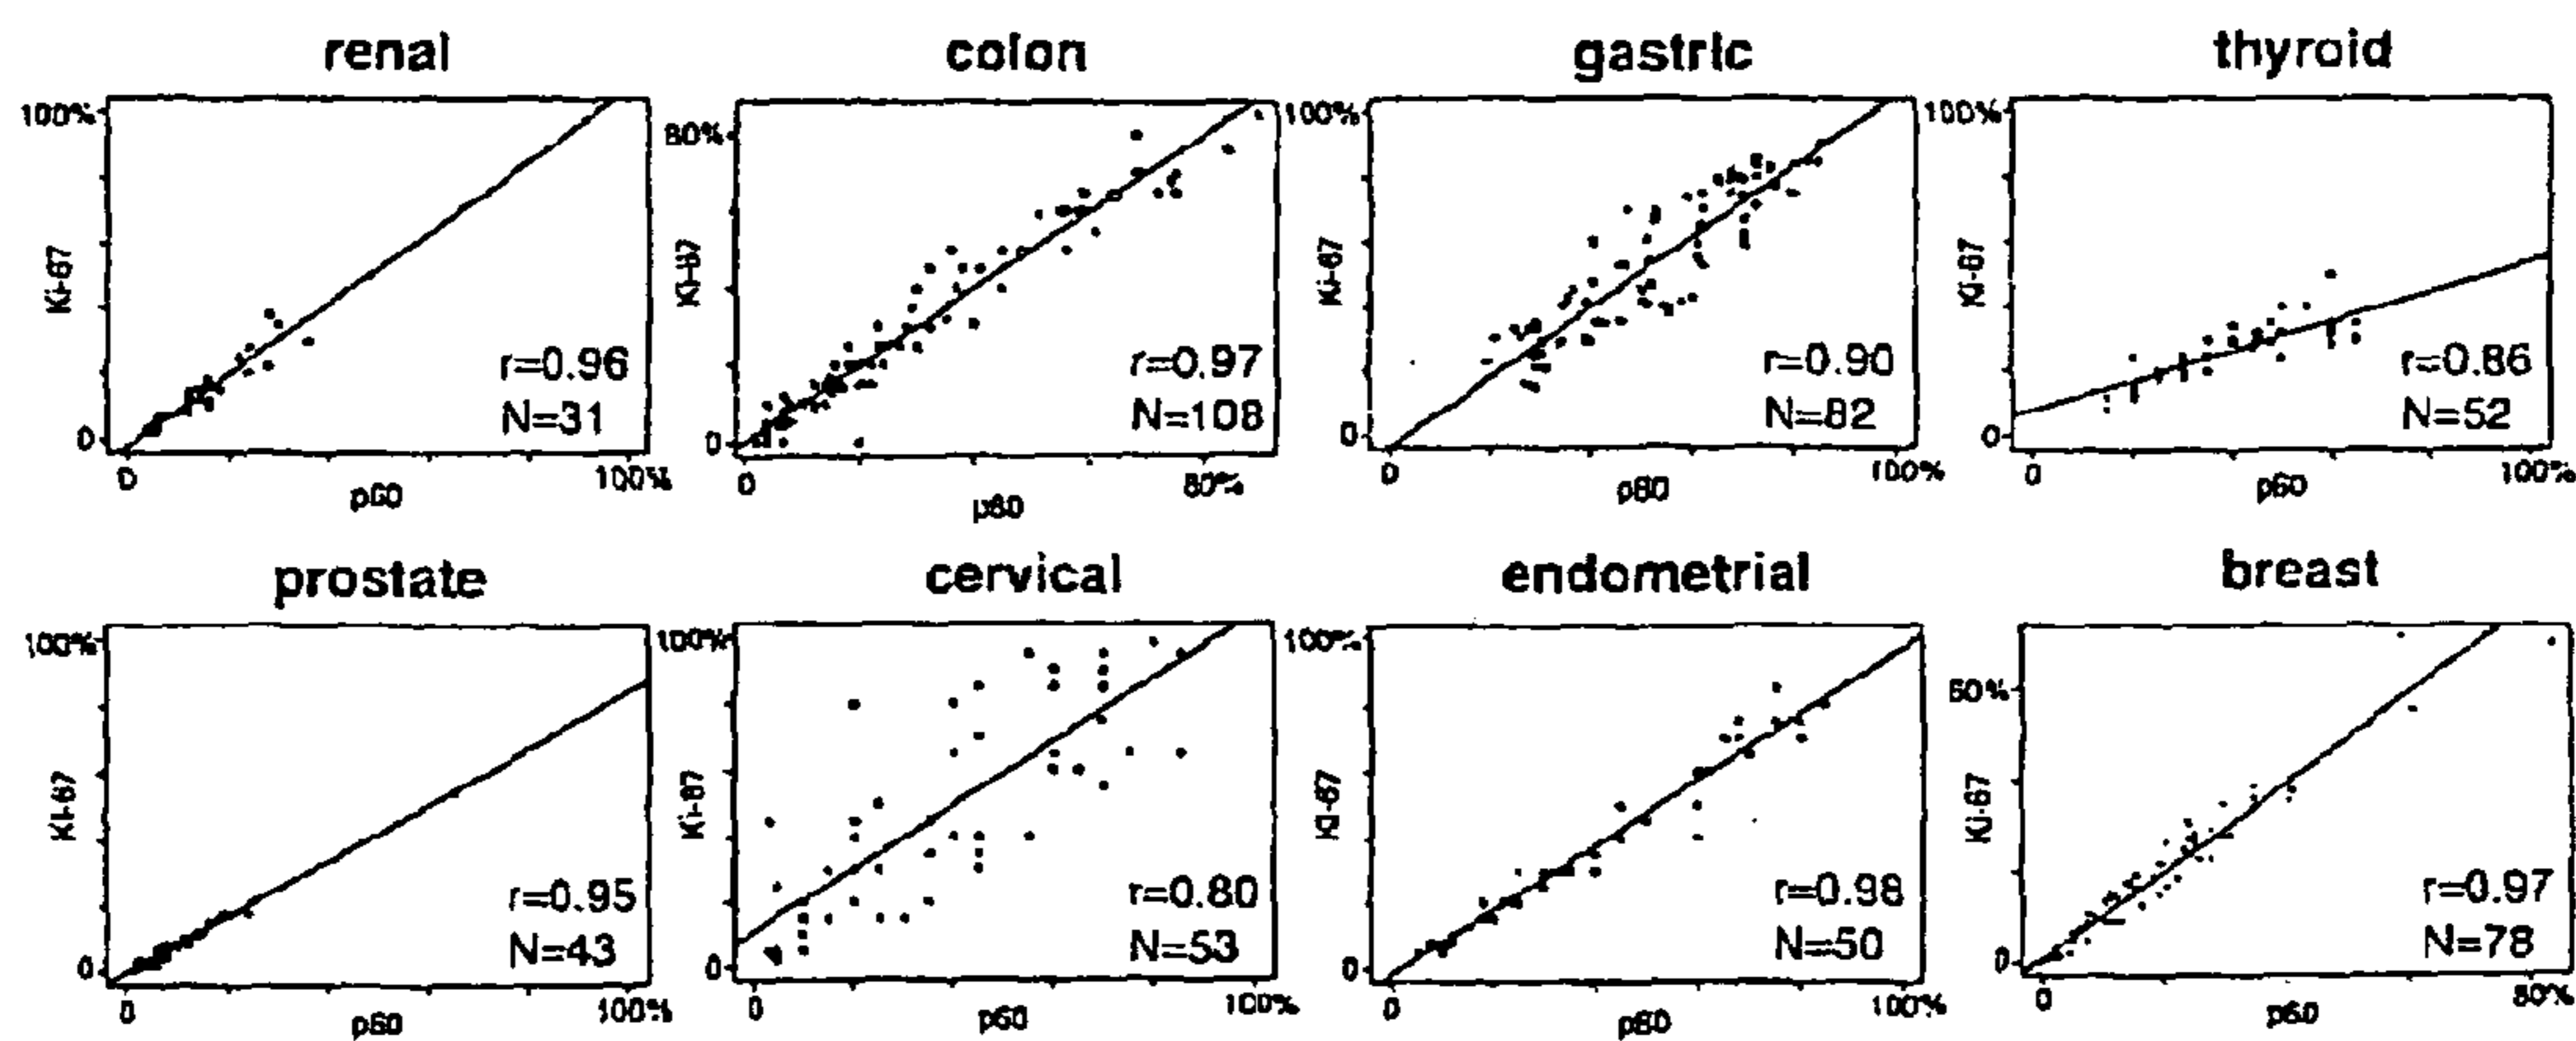 renal
colon
gastric
thyroid
100%
Ki-67
r=0.96
N=31
0
0
100%
p60
80%
Ki-67
r=0.97
N=108
0
0
80%
p60
100%
Ki-67
r=0.90
N=82
0
0
100%
p60
100%
Ki-67
r=0.86
N=52
0
0
100%
p60
prostate
cervical
endometrial
breast
100%
Ki-67
r=0.95
N=43
0
0
100%
p60
100%
Ki-67
r=0.80
N=53
0
0
100%
p60
100%
Ki-67
r=0.98
N=50
0
0
100%
p60
60%
Ki-67
r=0.97
N=78
0
0
80%
p60